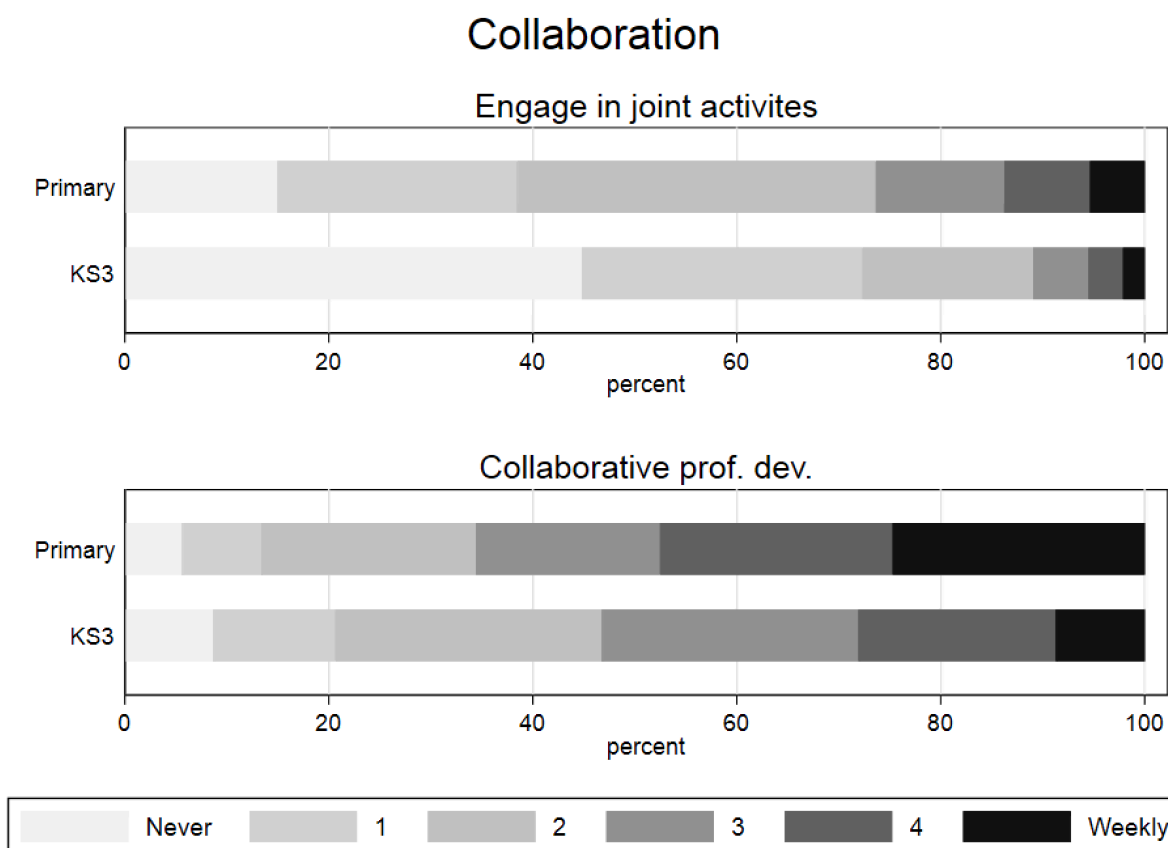 Collaboration
Engage in joint activites
Primary
KS3
0 20 40 60 80 100
percent
Collaborative prof. dev.
Primary
KS3
0 20 40 60 80 100
percent
Never 1 2 3 4 Weekly